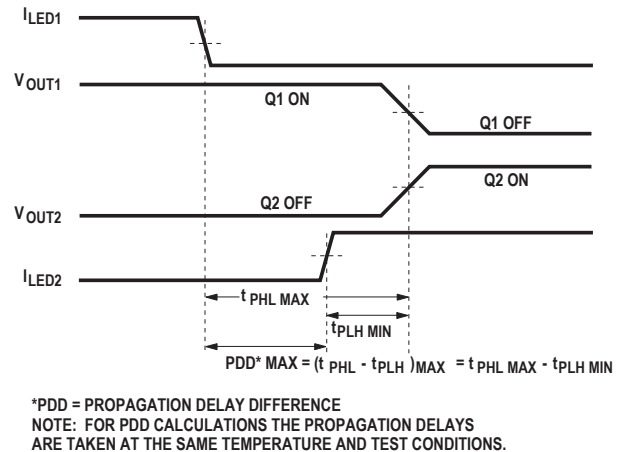 ILED1
VOUT1
Q1 ON
Q1 OFF
Q2 ON
Q2 OFF
VOUT2
ILED2
tPHL MAX
tPLH MIN
PDD* MAX = (tPHL - tPLH)MAX = tPHL MAX - tPLH MIN
*PDD = PROPAGATION DELAY DIFFERENCE
NOTE: FOR PDD CALCULATIONS THE PROPAGATION DELAYS
ARE TAKEN AT THE SAME TEMPERATURE AND TEST CONDITIONS.